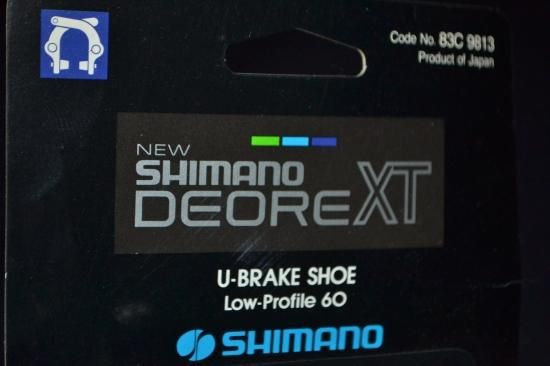 Code No. 83C 9813
Product of Japan
NEW
SHIMANO
DEORE XT
U-BRAKE SHOE
Low-Profile 60
SHIMANO